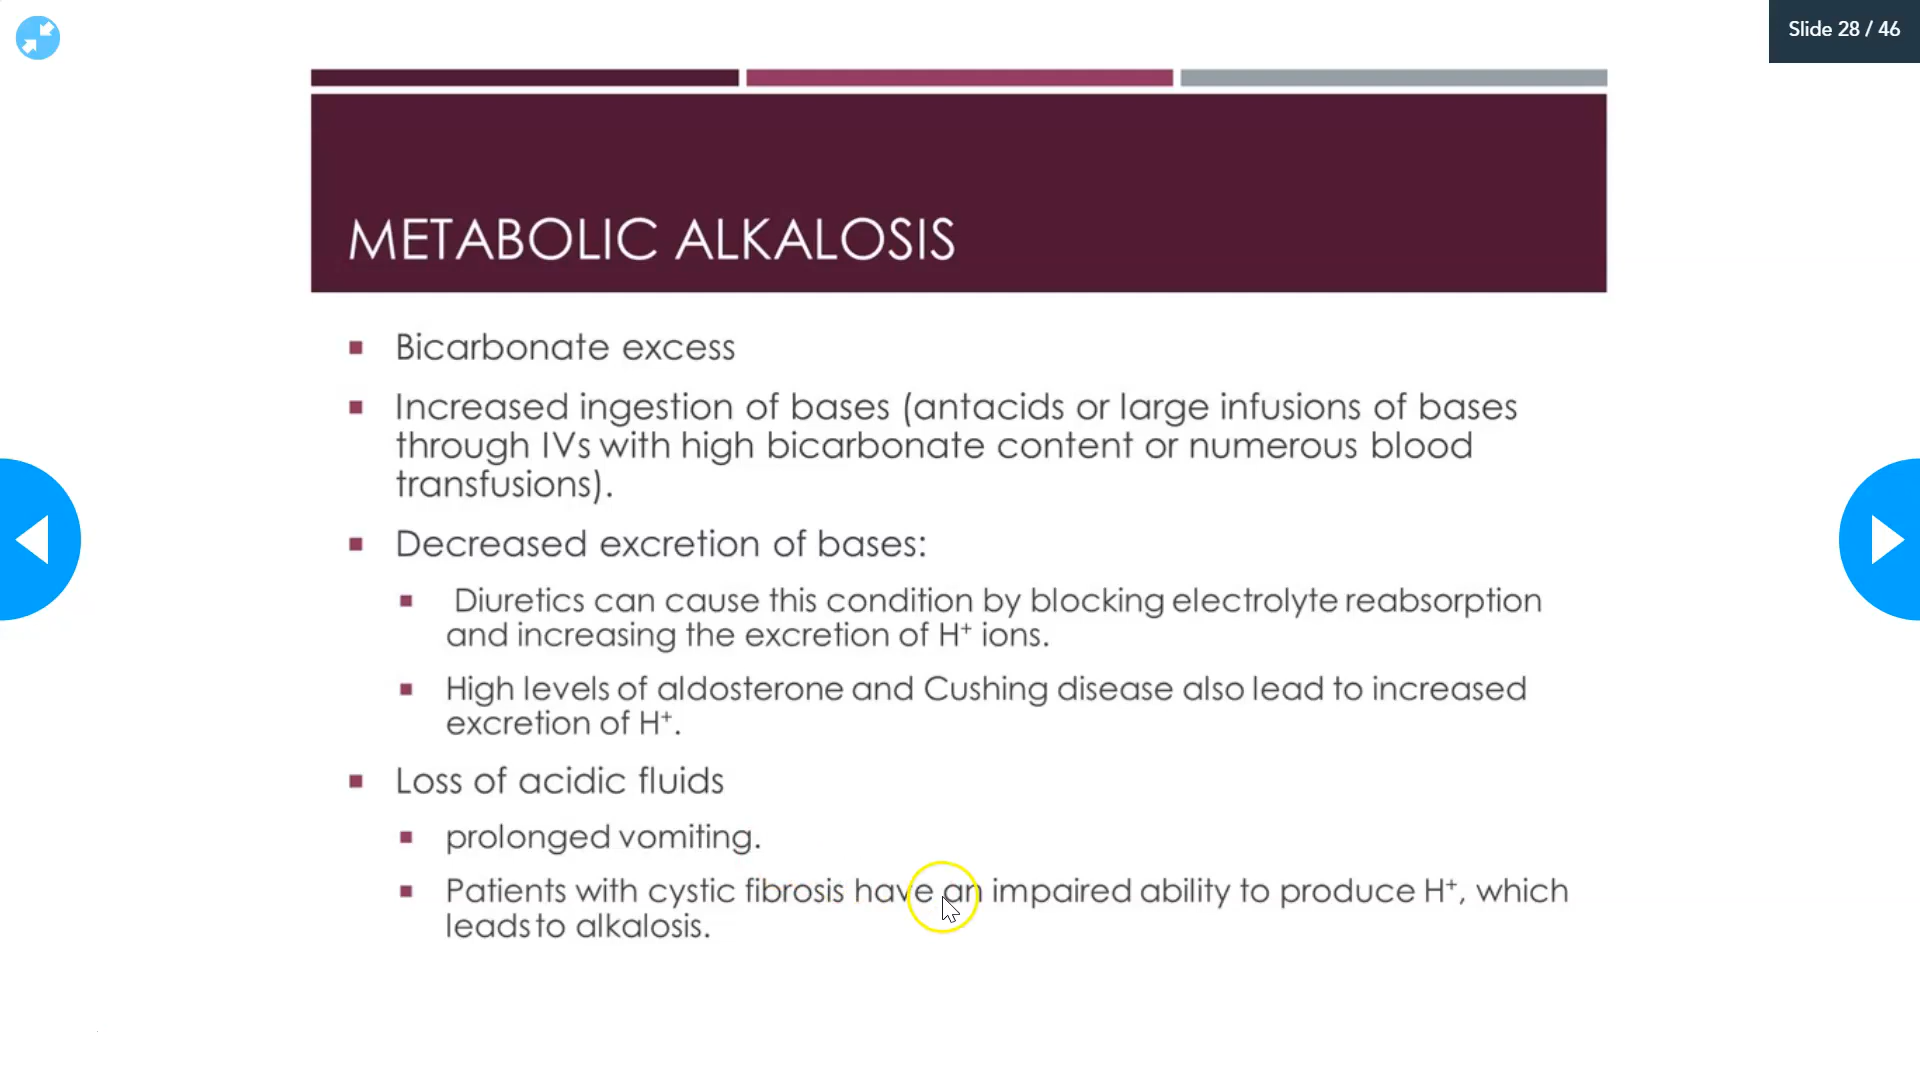 Slide 28 / 46
METABOLIC ALKALOSIS
Bicarbonate excess
Increased ingestion of bases (antacids or large infusions of bases
through IVs with high bicarbonate content or numerous blood
transfusions).
Decreased excretion of bases:
Diuretics can cause this condition by blocking electrolyte reabsorption
and increasing the excretion of H⁺ ions.
High levels of aldosterone and Cushing disease also lead to increased
excretion of H⁺.
Loss of acidic fluids
prolonged vomiting.
Patients with cystic fibrosis have an impaired ability to produce H⁺, which
leads to alkalosis.